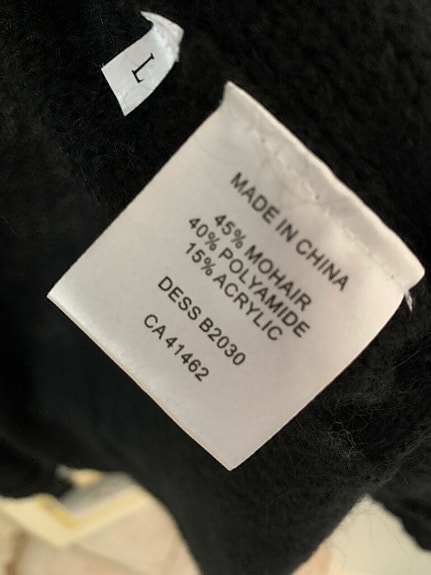 L
MADE IN CHINA
45% MOHAIR
40% POLYAMIDE
15% ACRYLIC
DESS B2030
CA 41462